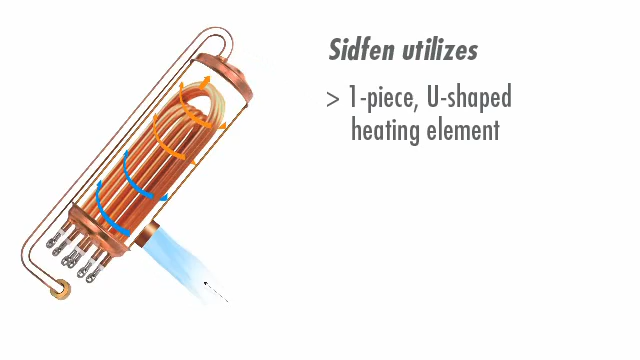 Sidfen utilizes
> 1-piece, U-shaped
heating element